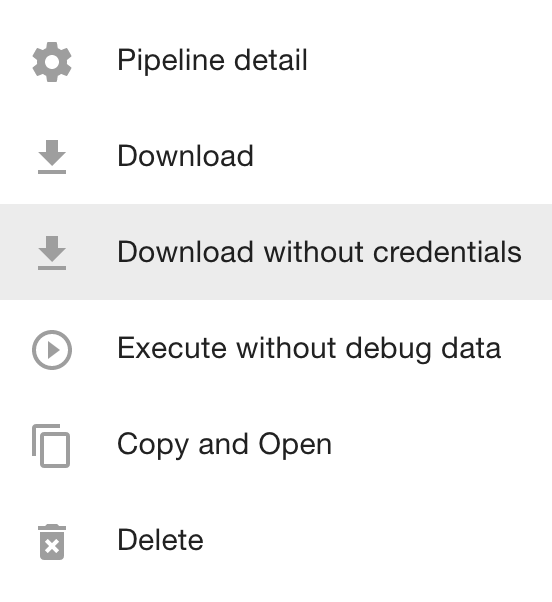 Pipeline detail
Download
Download without credentials
Execute without debug data
Copy and Open
Delete